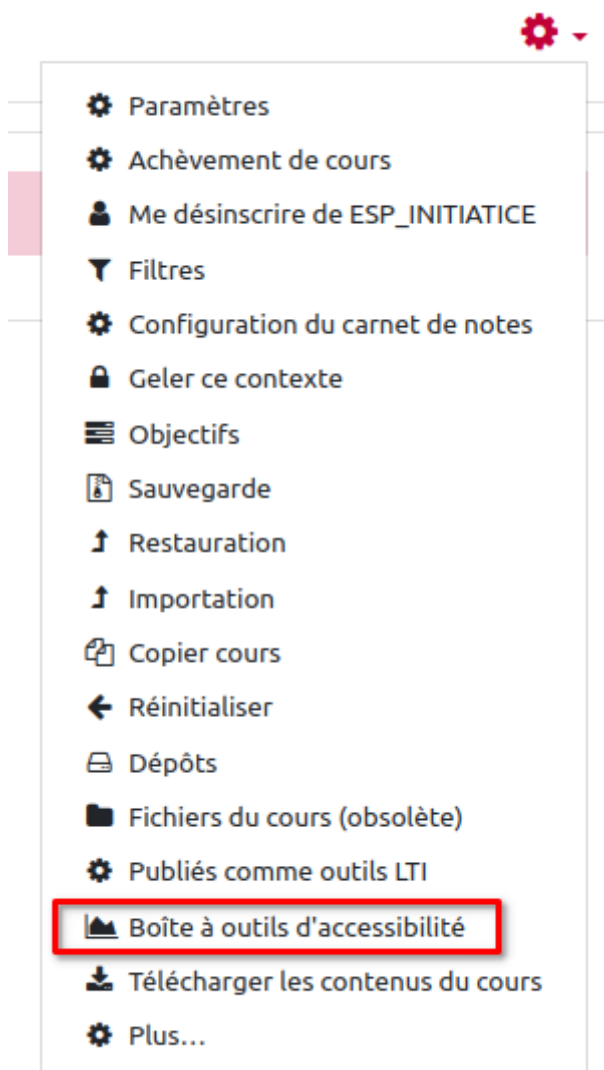 Paramètres
Achèvement de cours
Me désinscrire de ESP_INITIATICE
Filtres
Configuration du carnet de notes
Geler ce contexte
Objectifs
Sauvegarde
Restauration
Importation
Copier cours
Réinitialiser
Dépôts
Fichiers du cours (obsolète)
Publiés comme outils LTI
Boîte à outils d'accessibilité
Télécharger les contenus du cours
Plus...